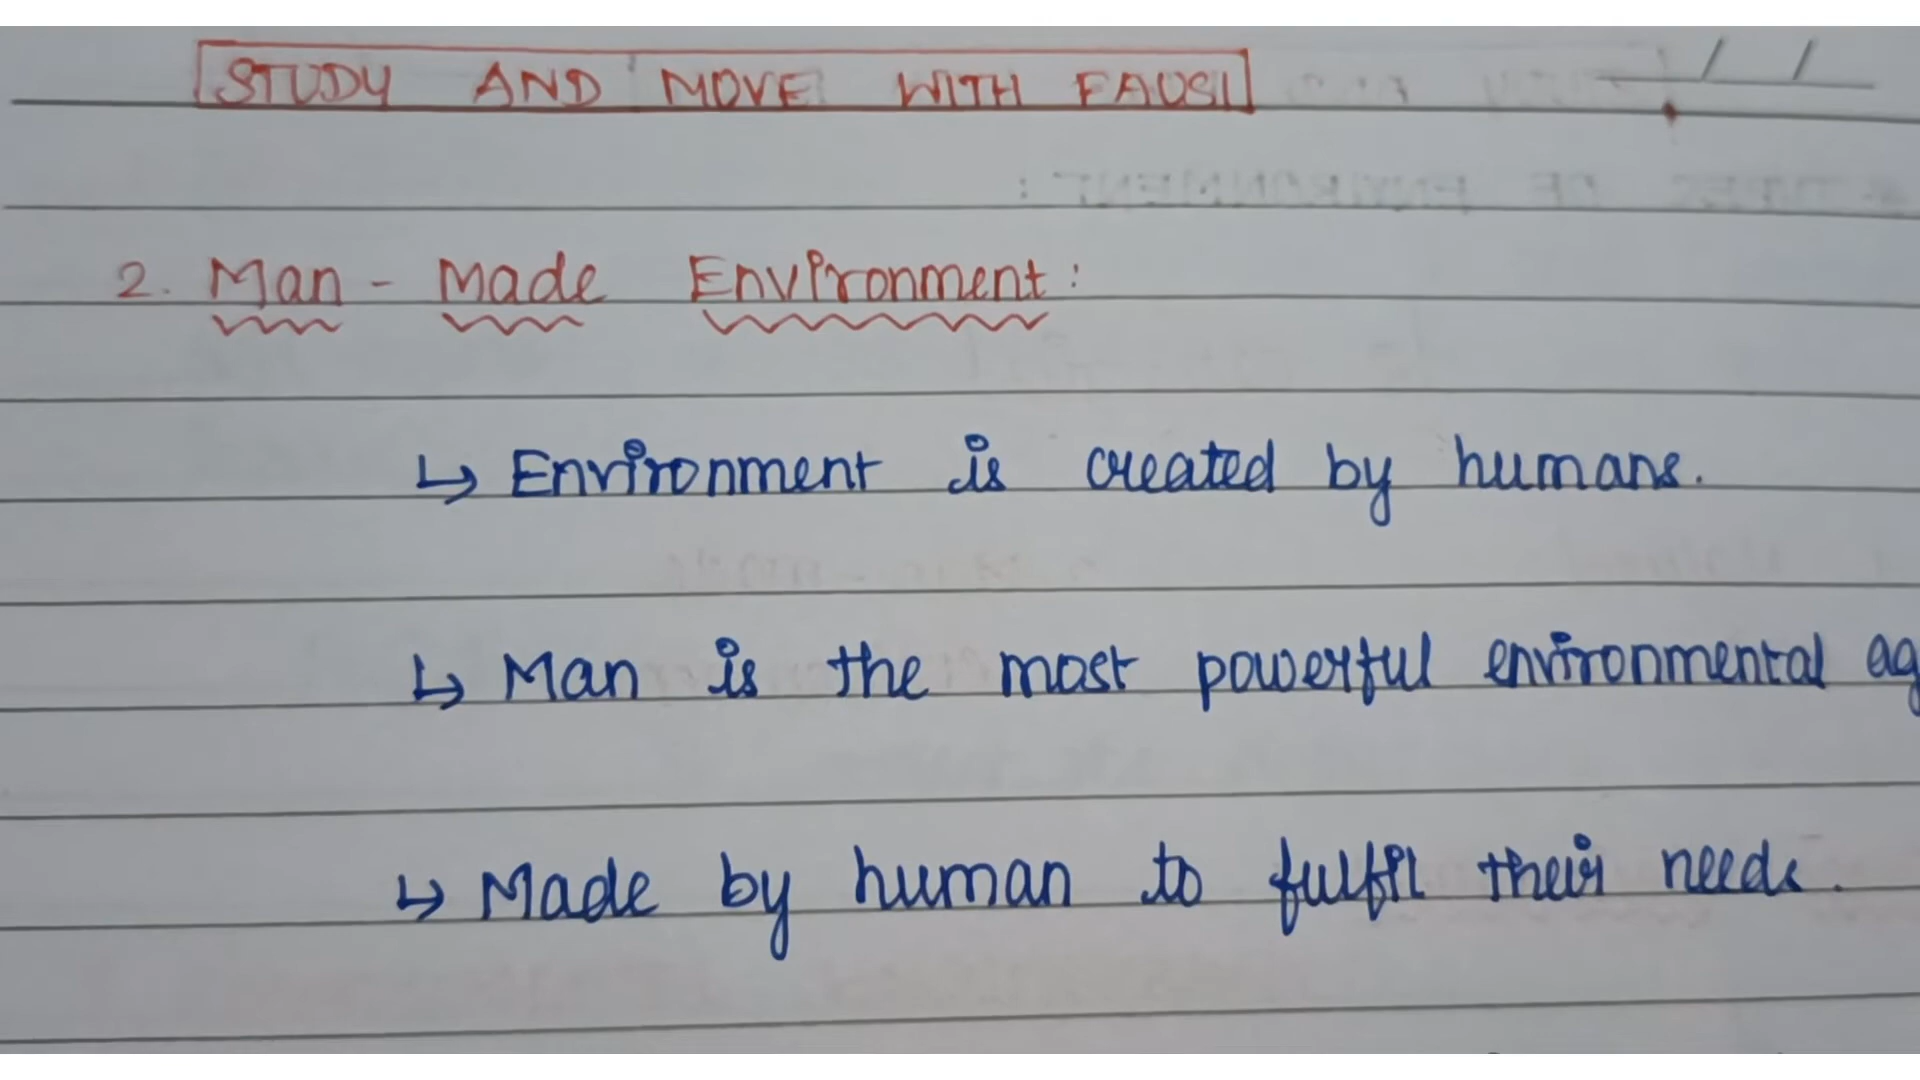 STUDY AND MOVE WITH FAUSI
2. Man - Made Environment:
↳ Environment is created by humans.
↳ Man is the most powerful environmental ag
↳ Made by human to fulfil their needs.